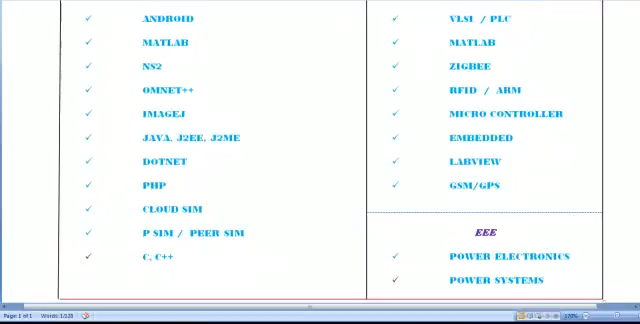 ANDROID
MATLAB
NS2
OMNET++
IMAGEJ
JAVA, J2EE, J2ME
DOTNET
PHP
CLOUD SIM
P SIM / PEER SIM
C, C++
VLSI / PLC
MATLAB
ZIGBEE
RFID / ARM
MICRO CONTROLLER
EMBEDDED
LABVIEW
GSM/GPS
EEE
POWER ELECTRONICS
POWER SYSTEMS
Page: 1 of 1 Words: 1/128 170%